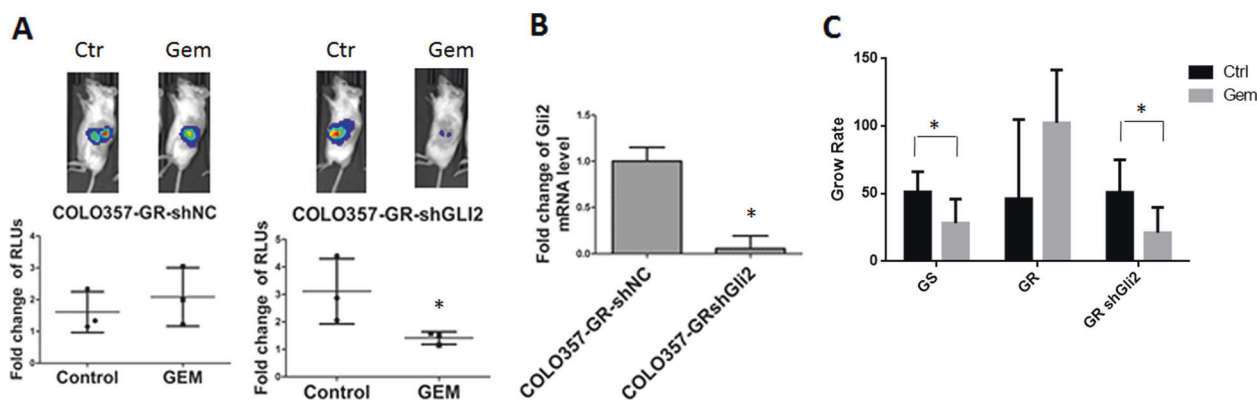 A
Ctr
Gem
Ctr
Gem
COLO357-GR-shNC
COLO357-GR-shGLI2
Fold change of RLUs
4
3
2
1
0
Control
GEM
Fold change of RLUs
5
4
3
2
1
0
*
Control
GEM
B
Fold change of Gli2
mRNA level
1.5
1.0
0.5
0.0
*
COLO357-GR-shNC
COLO357-GRshGli2
C
Grow Rate
150
100
50
0
*
*
GS
GR
GR shGli2
Ctrl
Gem